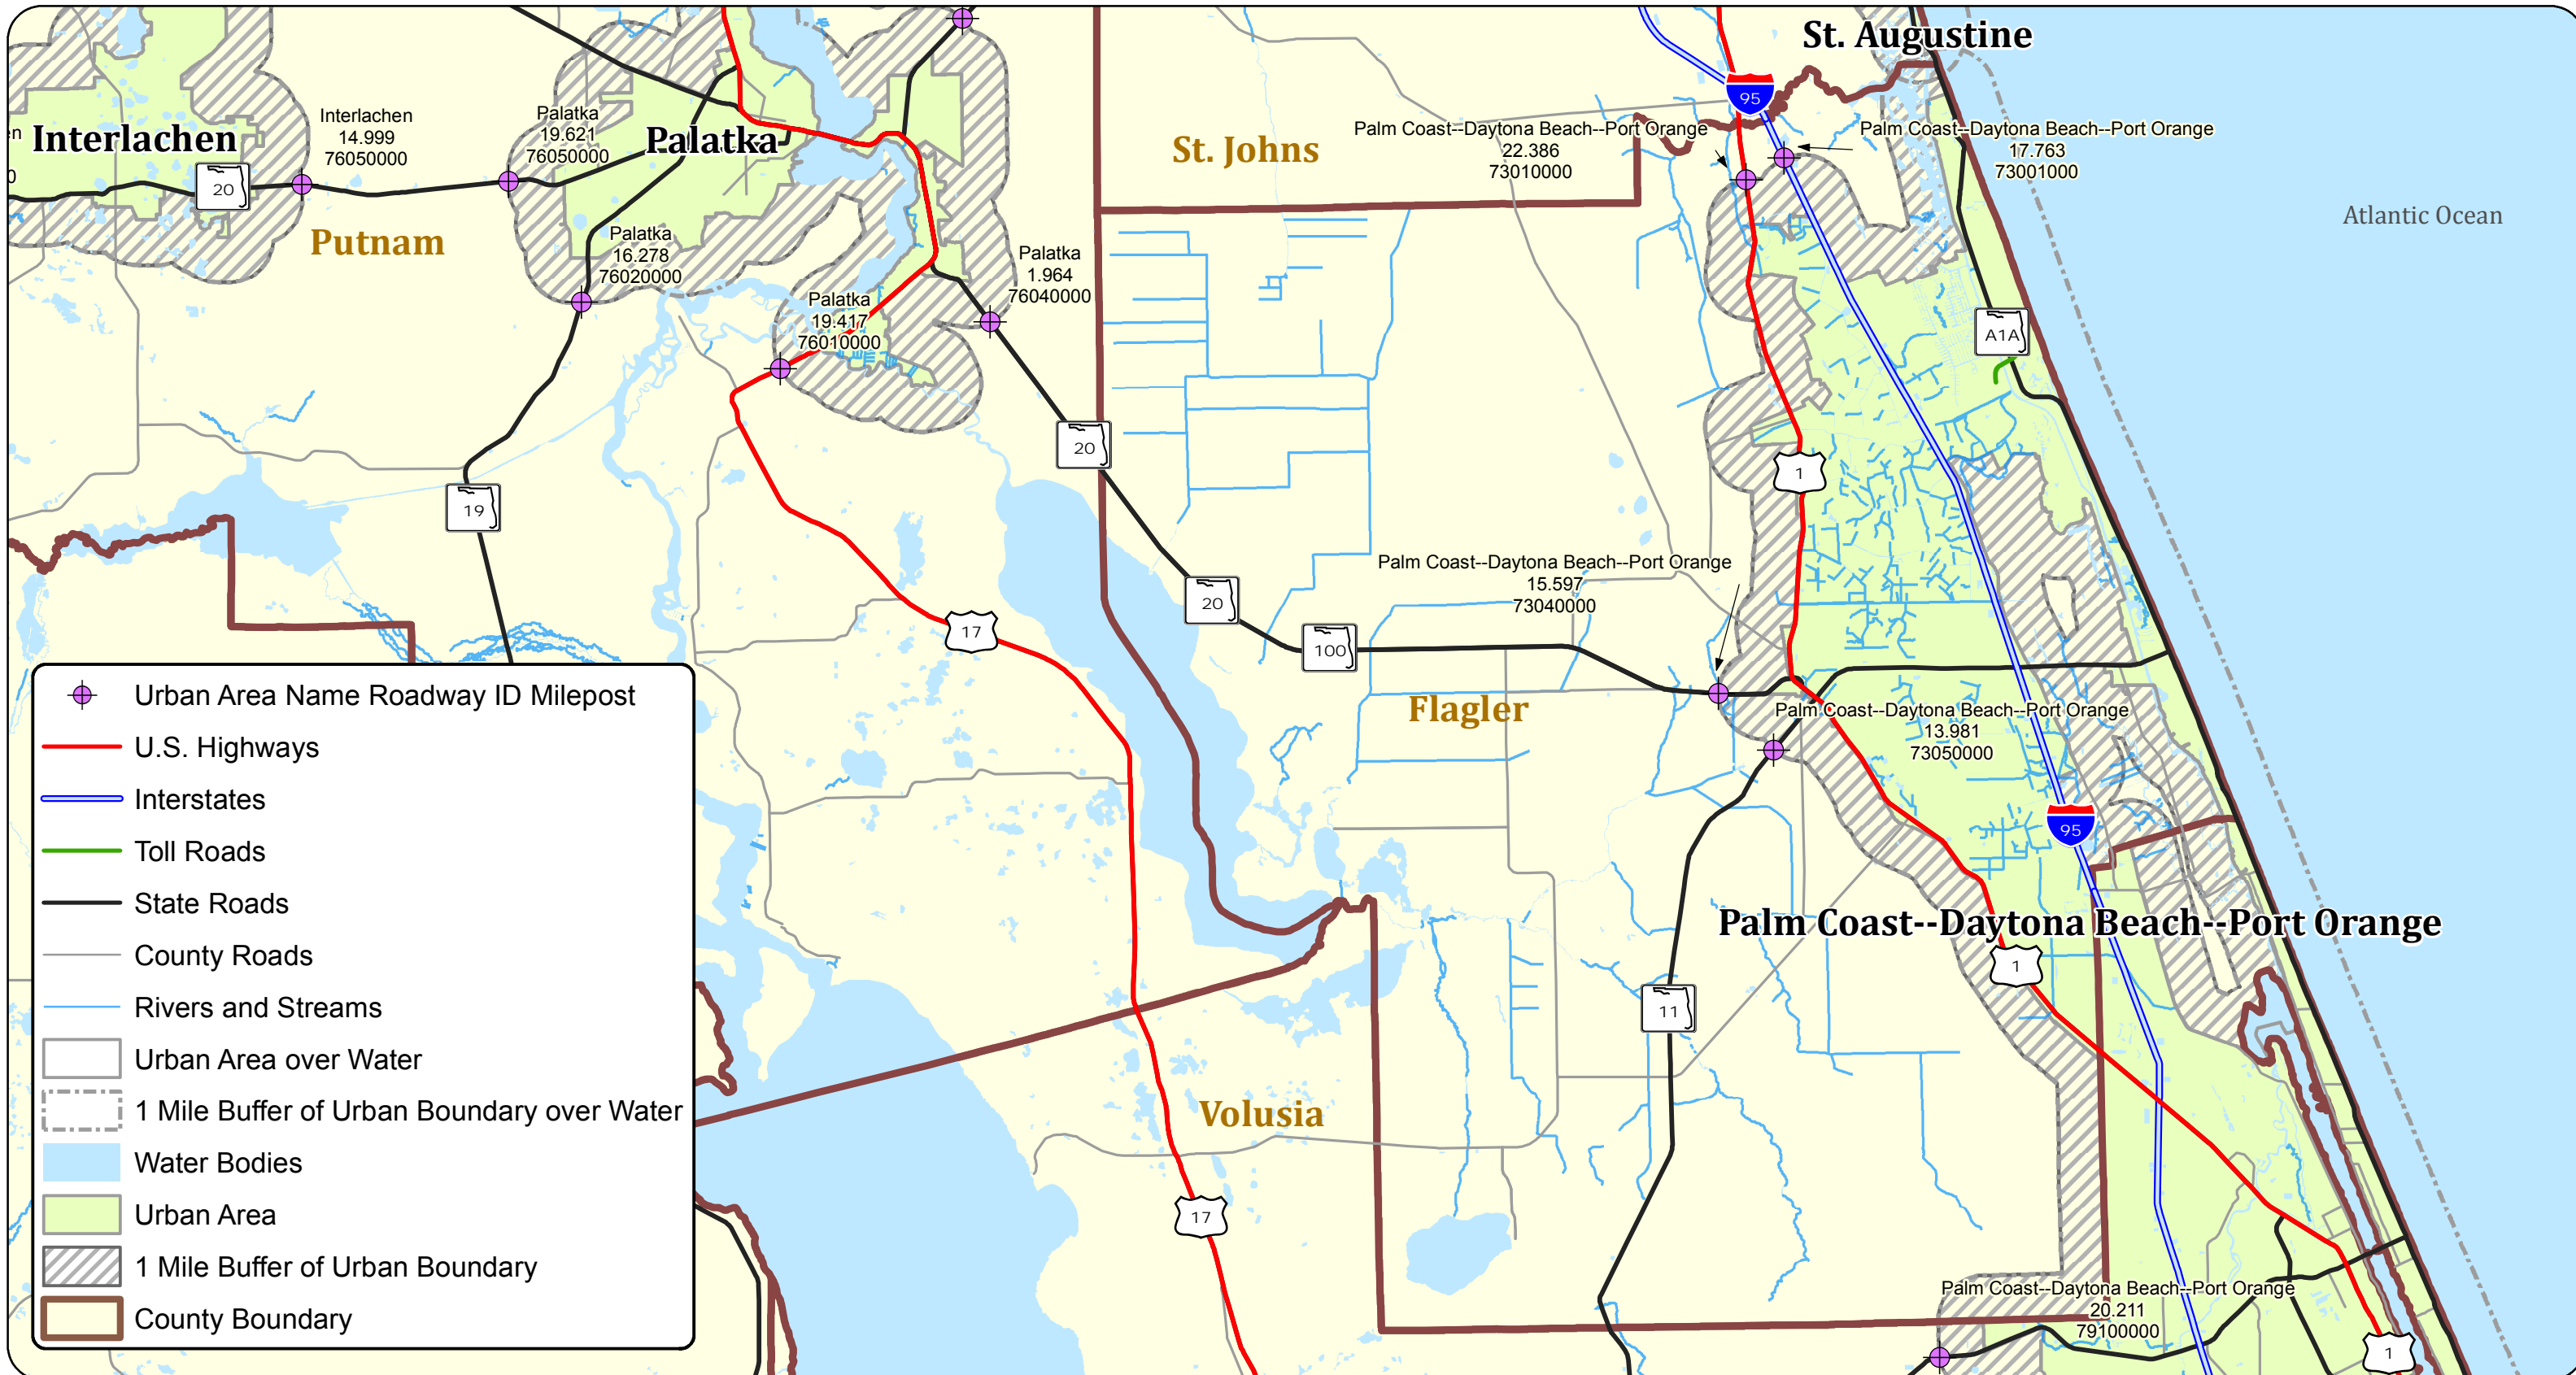 St. Augustine
95
Interlachen
14.999
76050000
Palatka
19.621
76050000
Interlachen
Palatka
20
Putnam
Palatka
16.278
76020000
Palatka
1.964
76040000
Palatka
19.417
76010000
St. Johns
Palm Coast--Daytona Beach--Port Orange
22.386
73010000
Palm Coast--Daytona Beach--Port Orange
17.763
73001000
Atlantic Ocean
A1A
20
19
1
20
17
100
Palm Coast--Daytona Beach--Port Orange
15.597
73040000
Flagler
Palm Coast--Daytona Beach--Port Orange
13.981
73050000
95
Palm Coast--Daytona Beach--Port Orange
1
11
Volusia
17
Palm Coast--Daytona Beach--Port Orange
20.211
79100000
1
Urban Area Name Roadway ID Milepost
U.S. Highways
Interstates
Toll Roads
State Roads
County Roads
Rivers and Streams
Urban Area over Water
1 Mile Buffer of Urban Boundary over Water
Water Bodies
Urban Area
1 Mile Buffer of Urban Boundary
County Boundary